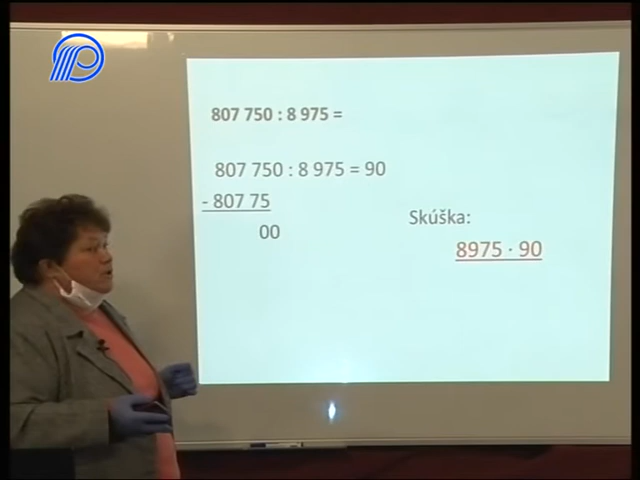 807 750 : 8 975 =
807 750 : 8 975 = 90
- 807 75
00
Skúška:
8975 · 90